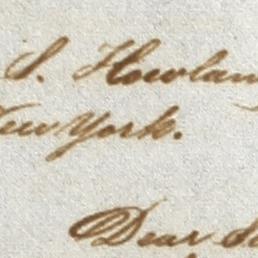 S. Howlan
New York.
Dear S